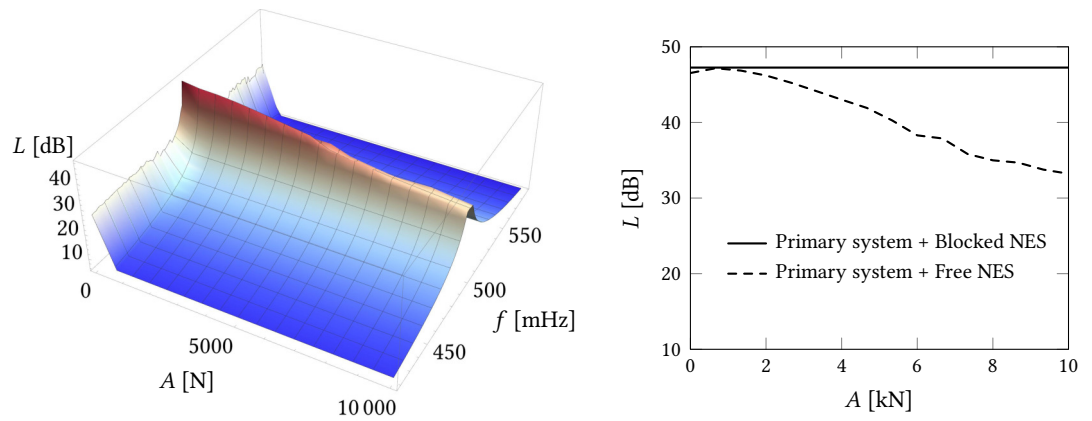 L [dB]
40
30
20
10
0
5000
10 000
A [N]
450
500
550
f [mHz]
50
40
30
20
10
L [dB]
Primary system + Blocked NES
Primary system + Free NES
0 2 4 6 8 10
A [kN]